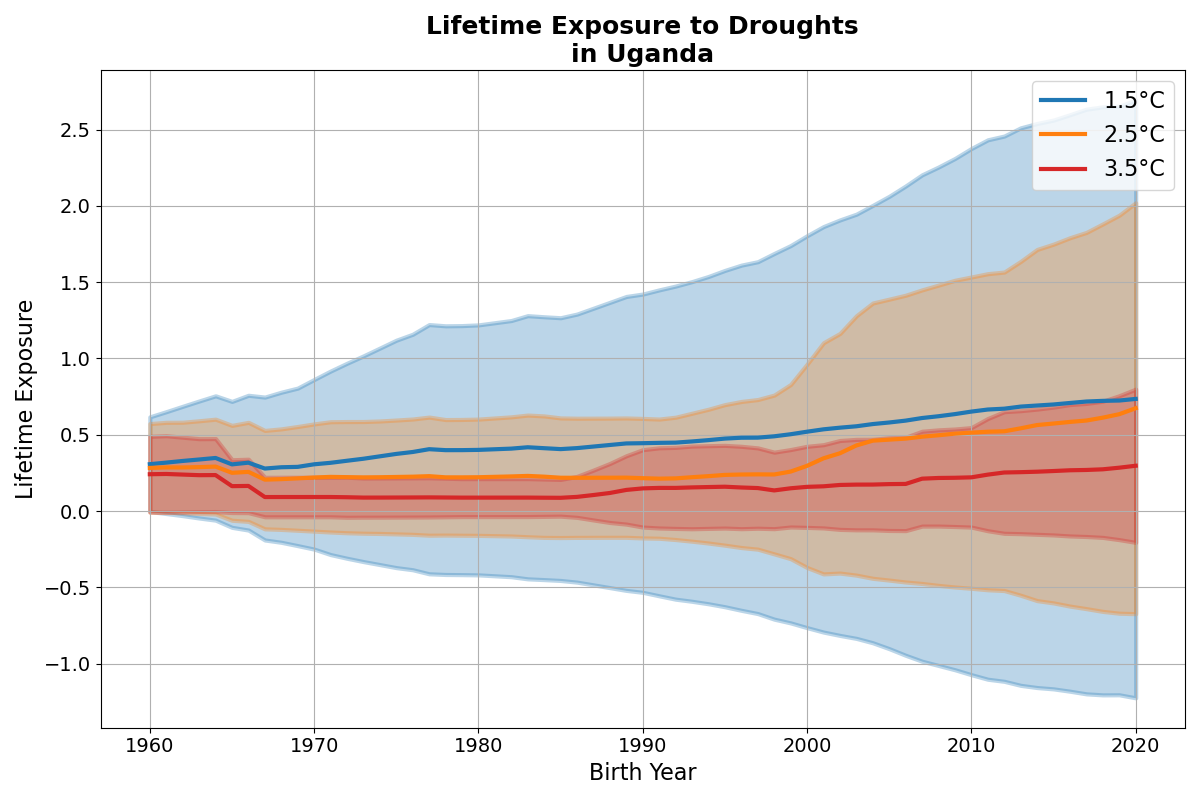 Lifetime Exposure to Droughts
in Uganda
1.5°C
2.5°C
3.5°C
Lifetime Exposure
2.5
2.0
1.5
1.0
0.5
0.0
−0.5
−1.0
1960
1970
1980
1990
2000
2010
2020
Birth Year